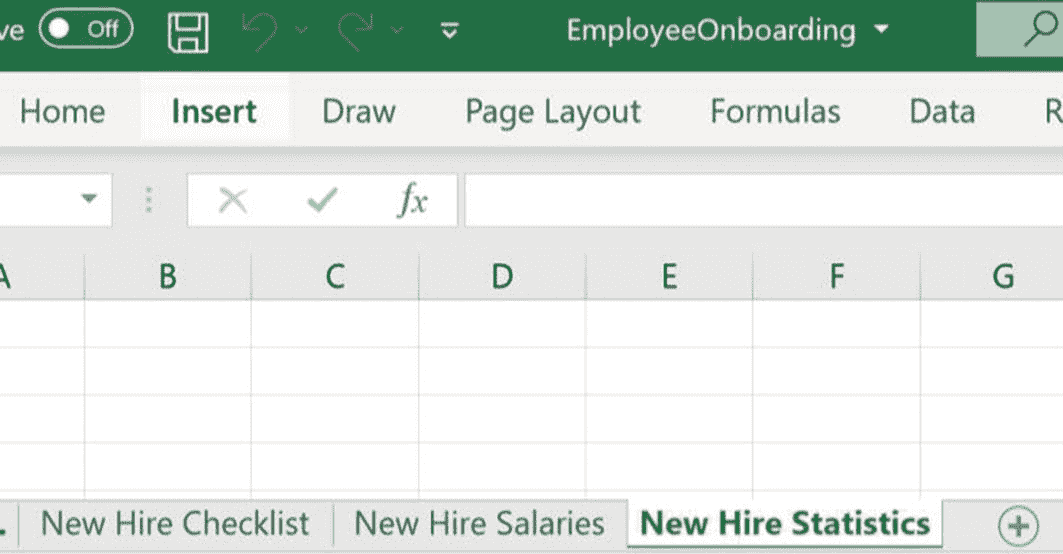 ve Off EmployeeOnboarding
Home Insert Draw Page Layout Formulas Data R
fx
A B C D E F G
. New Hire Checklist New Hire Salaries New Hire Statistics